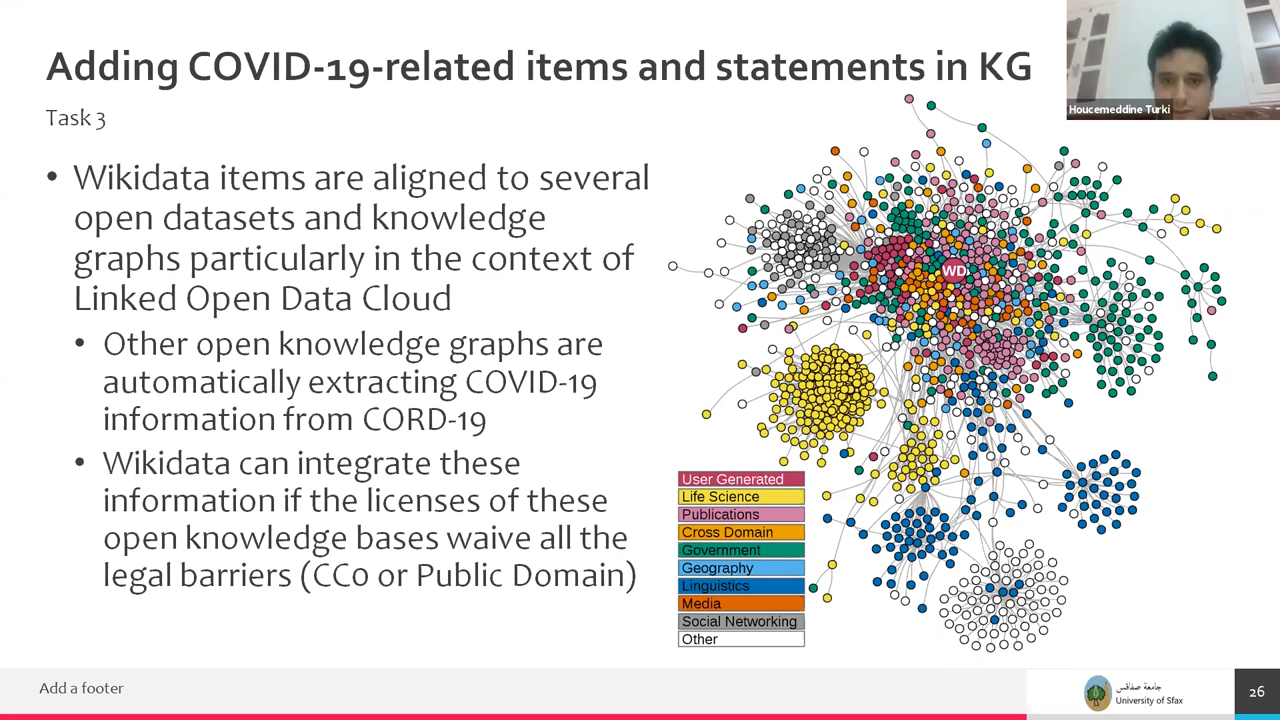 Adding COVID-19-related items and statements in KG
Houcemeddine Turki
Task 3
• Wikidata items are aligned to several
open datasets and knowledge
graphs particularly in the context of
Linked Open Data Cloud
• Other open knowledge graphs are
automatically extracting COVID-19
information from CORD-19
• Wikidata can integrate these
information if the licenses of these
open knowledge bases waive all the
legal barriers (CC0 or Public Domain)
WD
User Generated
Life Science
Publications
Cross Domain
Government
Geography
Linguistics
Media
Social Networking
Other
Add a footer
جامعة صفاقس
University of Sfax
26